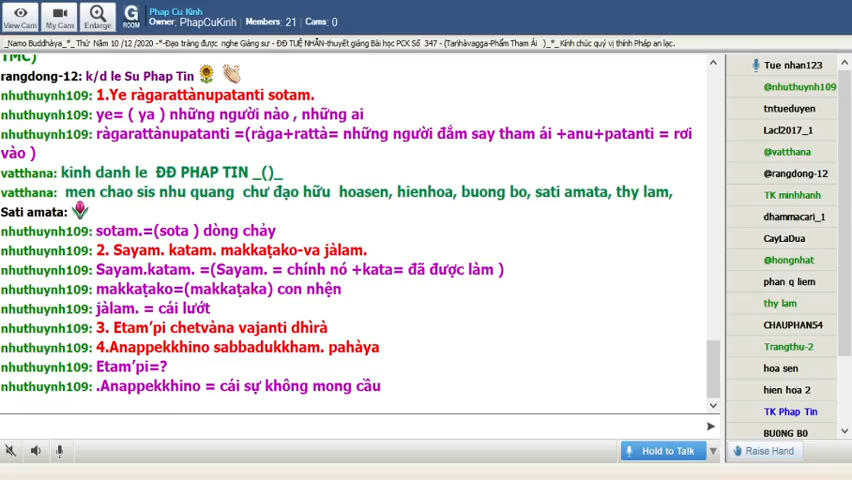 Phap Cu Kinh
Owner: PhapCuKinh Members: 21 Cams: 0
View Cam
My Cam
Enlarge
G
ROOM
_Namo Buddhàya_*_ Thứ Năm 10 /12 /2020 -*-Đạo tràng được nghe Giảng sư - ĐĐ TUỆ NHẪN-thuyết giảng Bài học PCK Số 347 - (Taṇhàvagga-Phẩm Tham Ái )_*_ Kính chúc quý vị thính Pháp an lạc.
TMC)
rangdong-12: k/d le Su Phap Tin
nhuthuynh109: 1.Ye ràgarattànupatanti sotam.
nhuthuynh109: ye= ( ya ) những người nào , những ai
nhuthuynh109: ràgarattànupatanti =(ràga+rattà= những người đắm say tham ái +anu+patanti = rơi
vào )
vatthana: kinh danh le ĐĐ PHAP TIN _()_
vatthana: men chao sis nhu quang chư đạo hữu hoasen, hienhoa, buong bo, sati amata, thy lam,
Sati amata:
nhuthuynh109: sotam.=(sota ) dòng chảy
nhuthuynh109: 2. Sayam. katam. makkaṭako-va jàlam.
nhuthuynh109: Sayam.katam. =(Sayam. = chính nó +kata= đã được làm )
nhuthuynh109: makkaṭako=(makkaṭaka) con nhện
nhuthuynh109: jàlam. = cái lướt
nhuthuynh109: 3. Etam’pi chetvàna vajanti dhìrà
nhuthuynh109: 4.Anappekkhino sabbadukkham. pahàya
nhuthuynh109: Etam’pi=?
nhuthuynh109: .Anappekkhino = cái sự không mong cầu
Hold to Talk
Tue nhan123
@nhuthuynh109
tntueduyen
Lacl2017_1
@vatthana
@rangdong-12
TK minhhanh
dhammacari_1
CayLaDua
@hongnhat
phan q liem
thy lam
CHAUPHAN54
Trangthu-2
hoa sen
hien hoa 2
TK Phap Tin
BUONG BO
Raise Hand